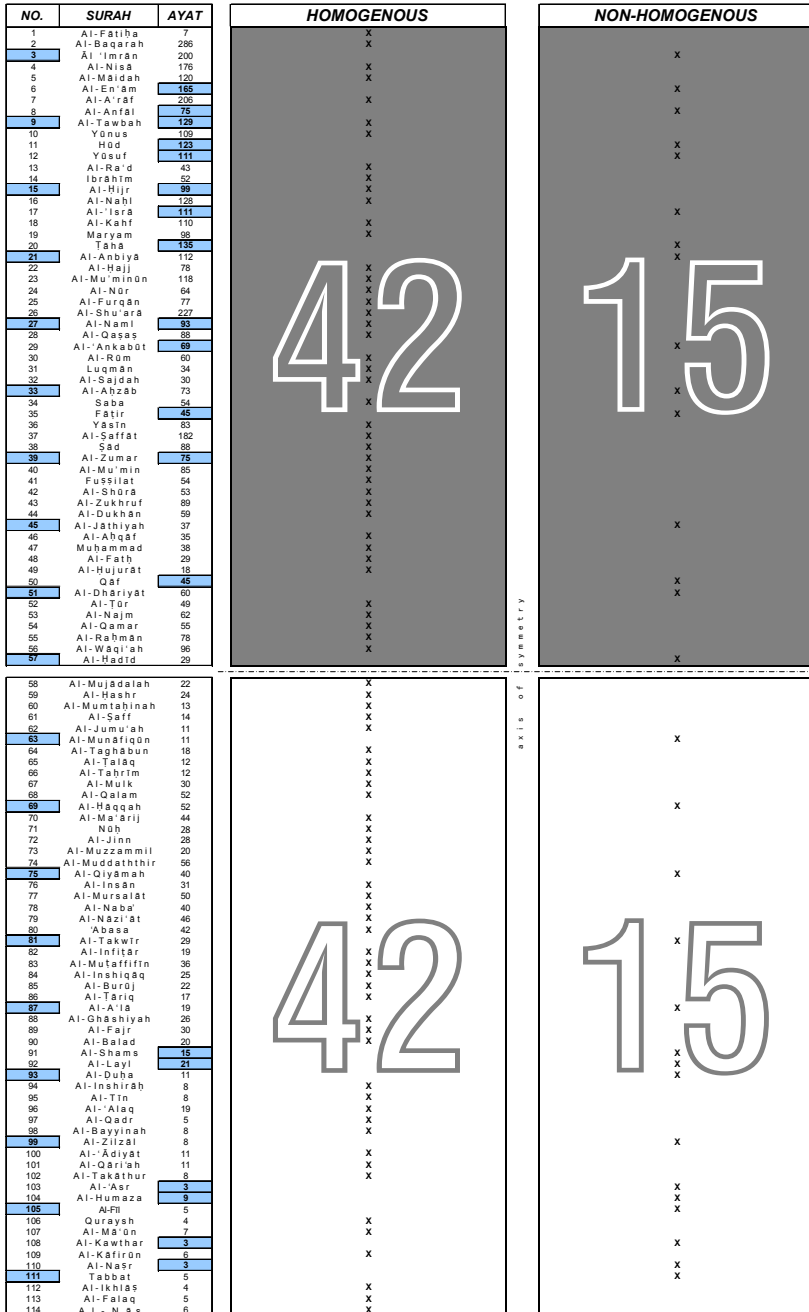 NO. SURAH AYAT HOMOGENOUS NON-HOMOGENOUS
1 Al-Fātiḥa 7 x
2 Al-Baqarah 286 x
3 Āl ‘Imrān 200 x
4 Al-Nisā 176 x
5 Al-Māidah 120 x
6 Al-En‘ām 165 x
7 Al-A‘rāf 206 x
8 Al-Anfāl 75 x
9 Al-Tawbah 129 x
10 Yūnus 109 x
11 Hūd 123 x
12 Yūsuf 111 x
13 Al-Ra‘d 43 x
14 Ibrāhīm 52 x
15 Al-Ḥijr 99 x
16 Al-Naḥl 128 x
17 Al-'Isrā 111 x
18 Al-Kahf 110 x
19 Maryam 98 x
20 Ṭāhā 135 x
21 Al-Anbiyā 112 x
22 Al-Ḥajj 78 x
23 Al-Mu'minūn 118 x
24 Al-Nūr 64 x
25 Al-Furqān 77 x
26 Al-Shu‘arā 227 x
27 Al-Naml 93 x
28 Al-Qaṣaṣ 88 x
29 Al-‘Ankabūt 69 x
30 Al-Rūm 60 x
31 Luqmān 34 x
32 Al-Sajdah 30 x
33 Al-Aḥzāb 73 x
34 Saba 54 x
35 Fāṭir 45 x
36 Yāsīn 83 x
37 Al-Ṣaffāt 182 x
38 Ṣād 88 x
39 Al-Zumar 75 x
40 Al-Mu'min 85 x
41 Fuṣṣilat 54 x
42 Al-Shūrā 53 x
43 Al-Zukhruf 89 x
44 Al-Dukhān 59 x
45 Al-Jāthiyah 37 x
46 Al-Aḥqāf 35 x
47 Muḥammad 38 x
48 Al-Fatḥ 29 x
49 Al-Ḥujurāt 18 x
50 Qāf 45 x
51 Al-Dhāriyāt 60 x
52 Al-Ṭūr 49 x
53 Al-Najm 62 x
54 Al-Qamar 55 x
55 Al-Raḥmān 78 x
56 Al-Wāqi‘ah 96 x
57 Al-Ḥadīd 29 x
42 15
axis of symmetry
58 Al-Mujādalah 22 x
59 Al-Ḥashr 24 x
60 Al-Mumtaḥinah 13 x
61 Al-Ṣaff 14 x
62 Al-Jumu‘ah 11 x
63 Al-Munāfiqūn 11 x
64 Al-Taghābun 18 x
65 Al-Ṭalāq 12 x
66 Al-Taḥrīm 12 x
67 Al-Mulk 30 x
68 Al-Qalam 52 x
69 Al-Ḥāqqah 52 x
70 Al-Ma‘ārij 44 x
71 Nūḥ 28 x
72 Al-Jinn 28 x
73 Al-Muzzammil 20 x
74 Al-Muddaththir 56 x
75 Al-Qiyāmah 40 x
76 Al-Insān 31 x
77 Al-Mursalāt 50 x
78 Al-Naba' 40 x
79 Al-Nāzi‘āt 46 x
80 ‘Abasa 42 x
81 Al-Takwīr 29 x
82 Al-Infiṭār 19 x
83 Al-Muṭaffifīn 36 x
84 Al-Inshiqāq 25 x
85 Al-Burūj 22 x
86 Al-Ṭāriq 17 x
87 Al-A‘lā 19 x
88 Al-Ghāshiyah 26 x
89 Al-Fajr 30 x
90 Al-Balad 20 x
91 Al-Shams 15 x
92 Al-Layl 21 x
93 Al-Ḍuḥa 11 x
94 Al-Inshirāḥ 8 x
95 Al-Tīn 8 x
96 Al-‘Alaq 19 x
97 Al-Qadr 5 x
98 Al-Bayyinah 8 x
99 Al-Zilzāl 8 x
100 Al-‘Ādiyāt 11 x
101 Al-Qāri‘ah 11 x
102 Al-Takāthur 8 x
103 Al-‘Asr 3 x
104 Al-Humaza 9 x
105 Al-Fīl 5 x
106 Quraysh 4 x
107 Al-Mā‘ūn 7 x
108 Al-Kawthar 3 x
109 Al-Kāfirūn 6 x
110 Al-Naṣr 3 x
111 Tabbat 5 x
112 Al-Ikhlāṣ 4 x
113 Al-Falaq 5 x
114 Al-Nās 6 x
42 15